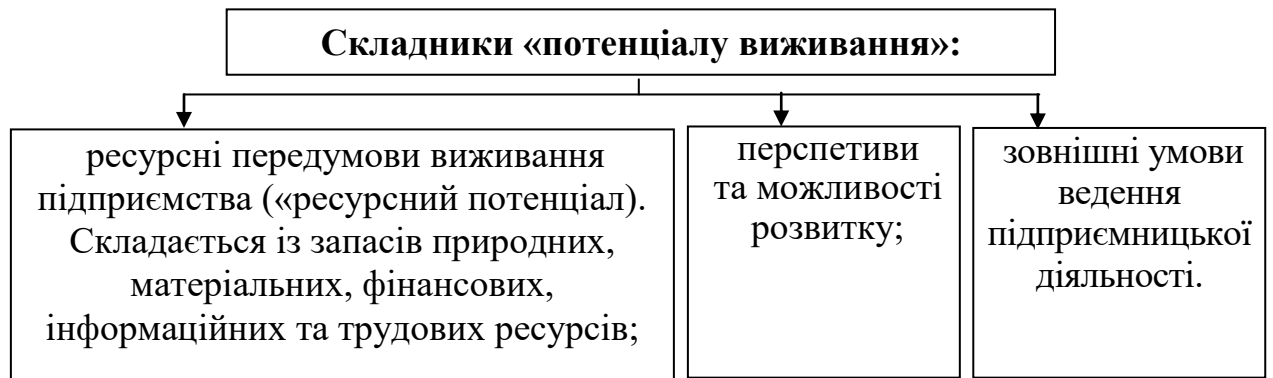 Складники «потенціалу виживання»:
ресурсні передумови виживання
підприємства («ресурсний потенціал).
Складається із запасів природних,
матеріальних, фінансових,
інформаційних та трудових ресурсів;
перспетиви
та можливості
розвитку;
зовнішні умови
ведення
підприємницької
діяльності.